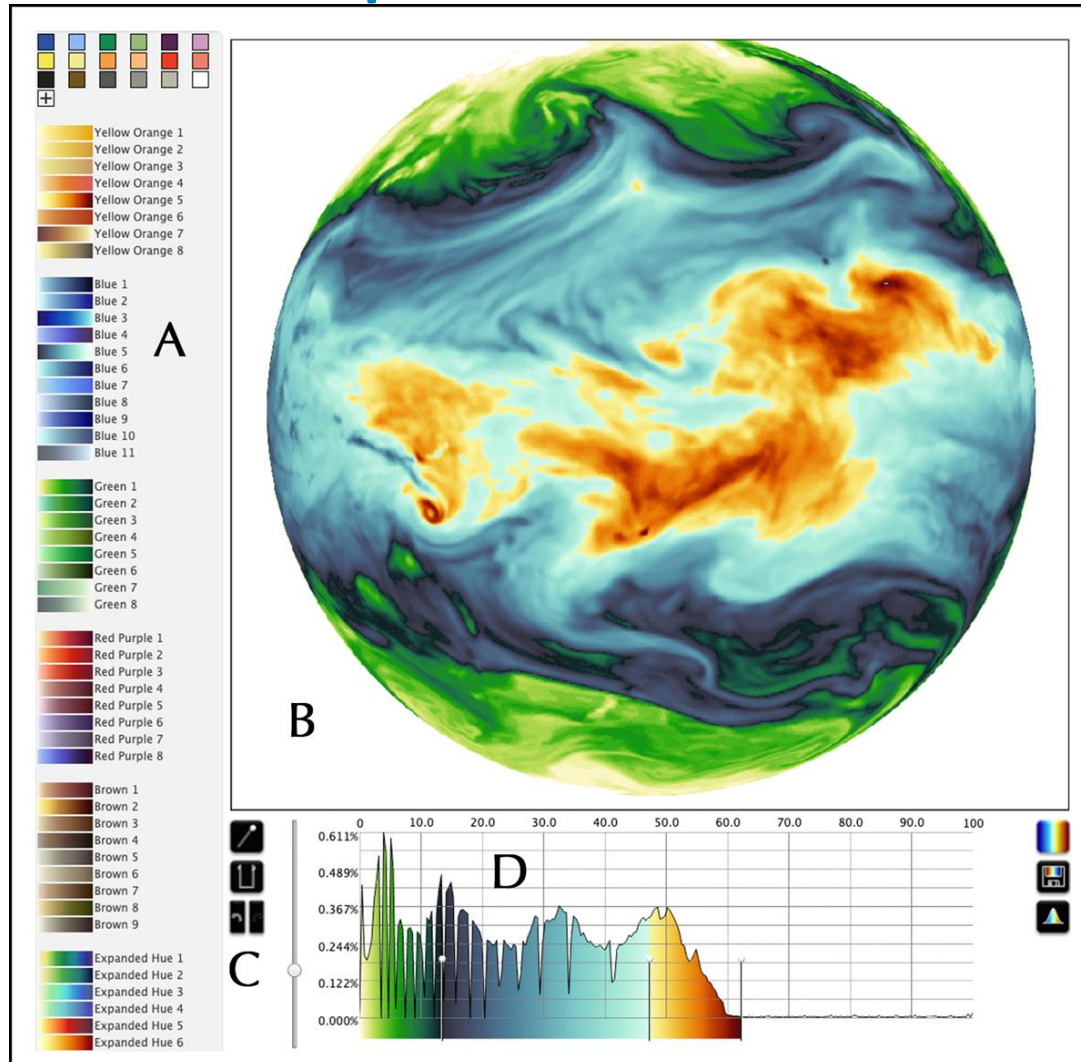 Yellow Orange 1
Yellow Orange 2
Yellow Orange 3
Yellow Orange 4
Yellow Orange 5
Yellow Orange 6
Yellow Orange 7
Yellow Orange 8
Blue 1
Blue 2
Blue 3
Blue 4
Blue 5
Blue 6
Blue 7
Blue 8
Blue 9
Blue 10
Blue 11
A
Green 1
Green 2
Green 3
Green 4
Green 5
Green 6
Green 7
Green 8
Red Purple 1
Red Purple 2
Red Purple 3
Red Purple 4
Red Purple 5
Red Purple 6
Red Purple 7
Red Purple 8
Brown 1
Brown 2
Brown 3
Brown 4
Brown 5
Brown 6
Brown 7
Brown 8
Brown 9
Expanded Hue 1
Expanded Hue 2
Expanded Hue 3
Expanded Hue 4
Expanded Hue 5
Expanded Hue 6
B
C
0 10.0 20.0 30.0 40.0 50.0 60.0 70.0 80.0 90.0 100
0.611%
0.489%
0.367%
0.244%
0.122%
0.000%
D